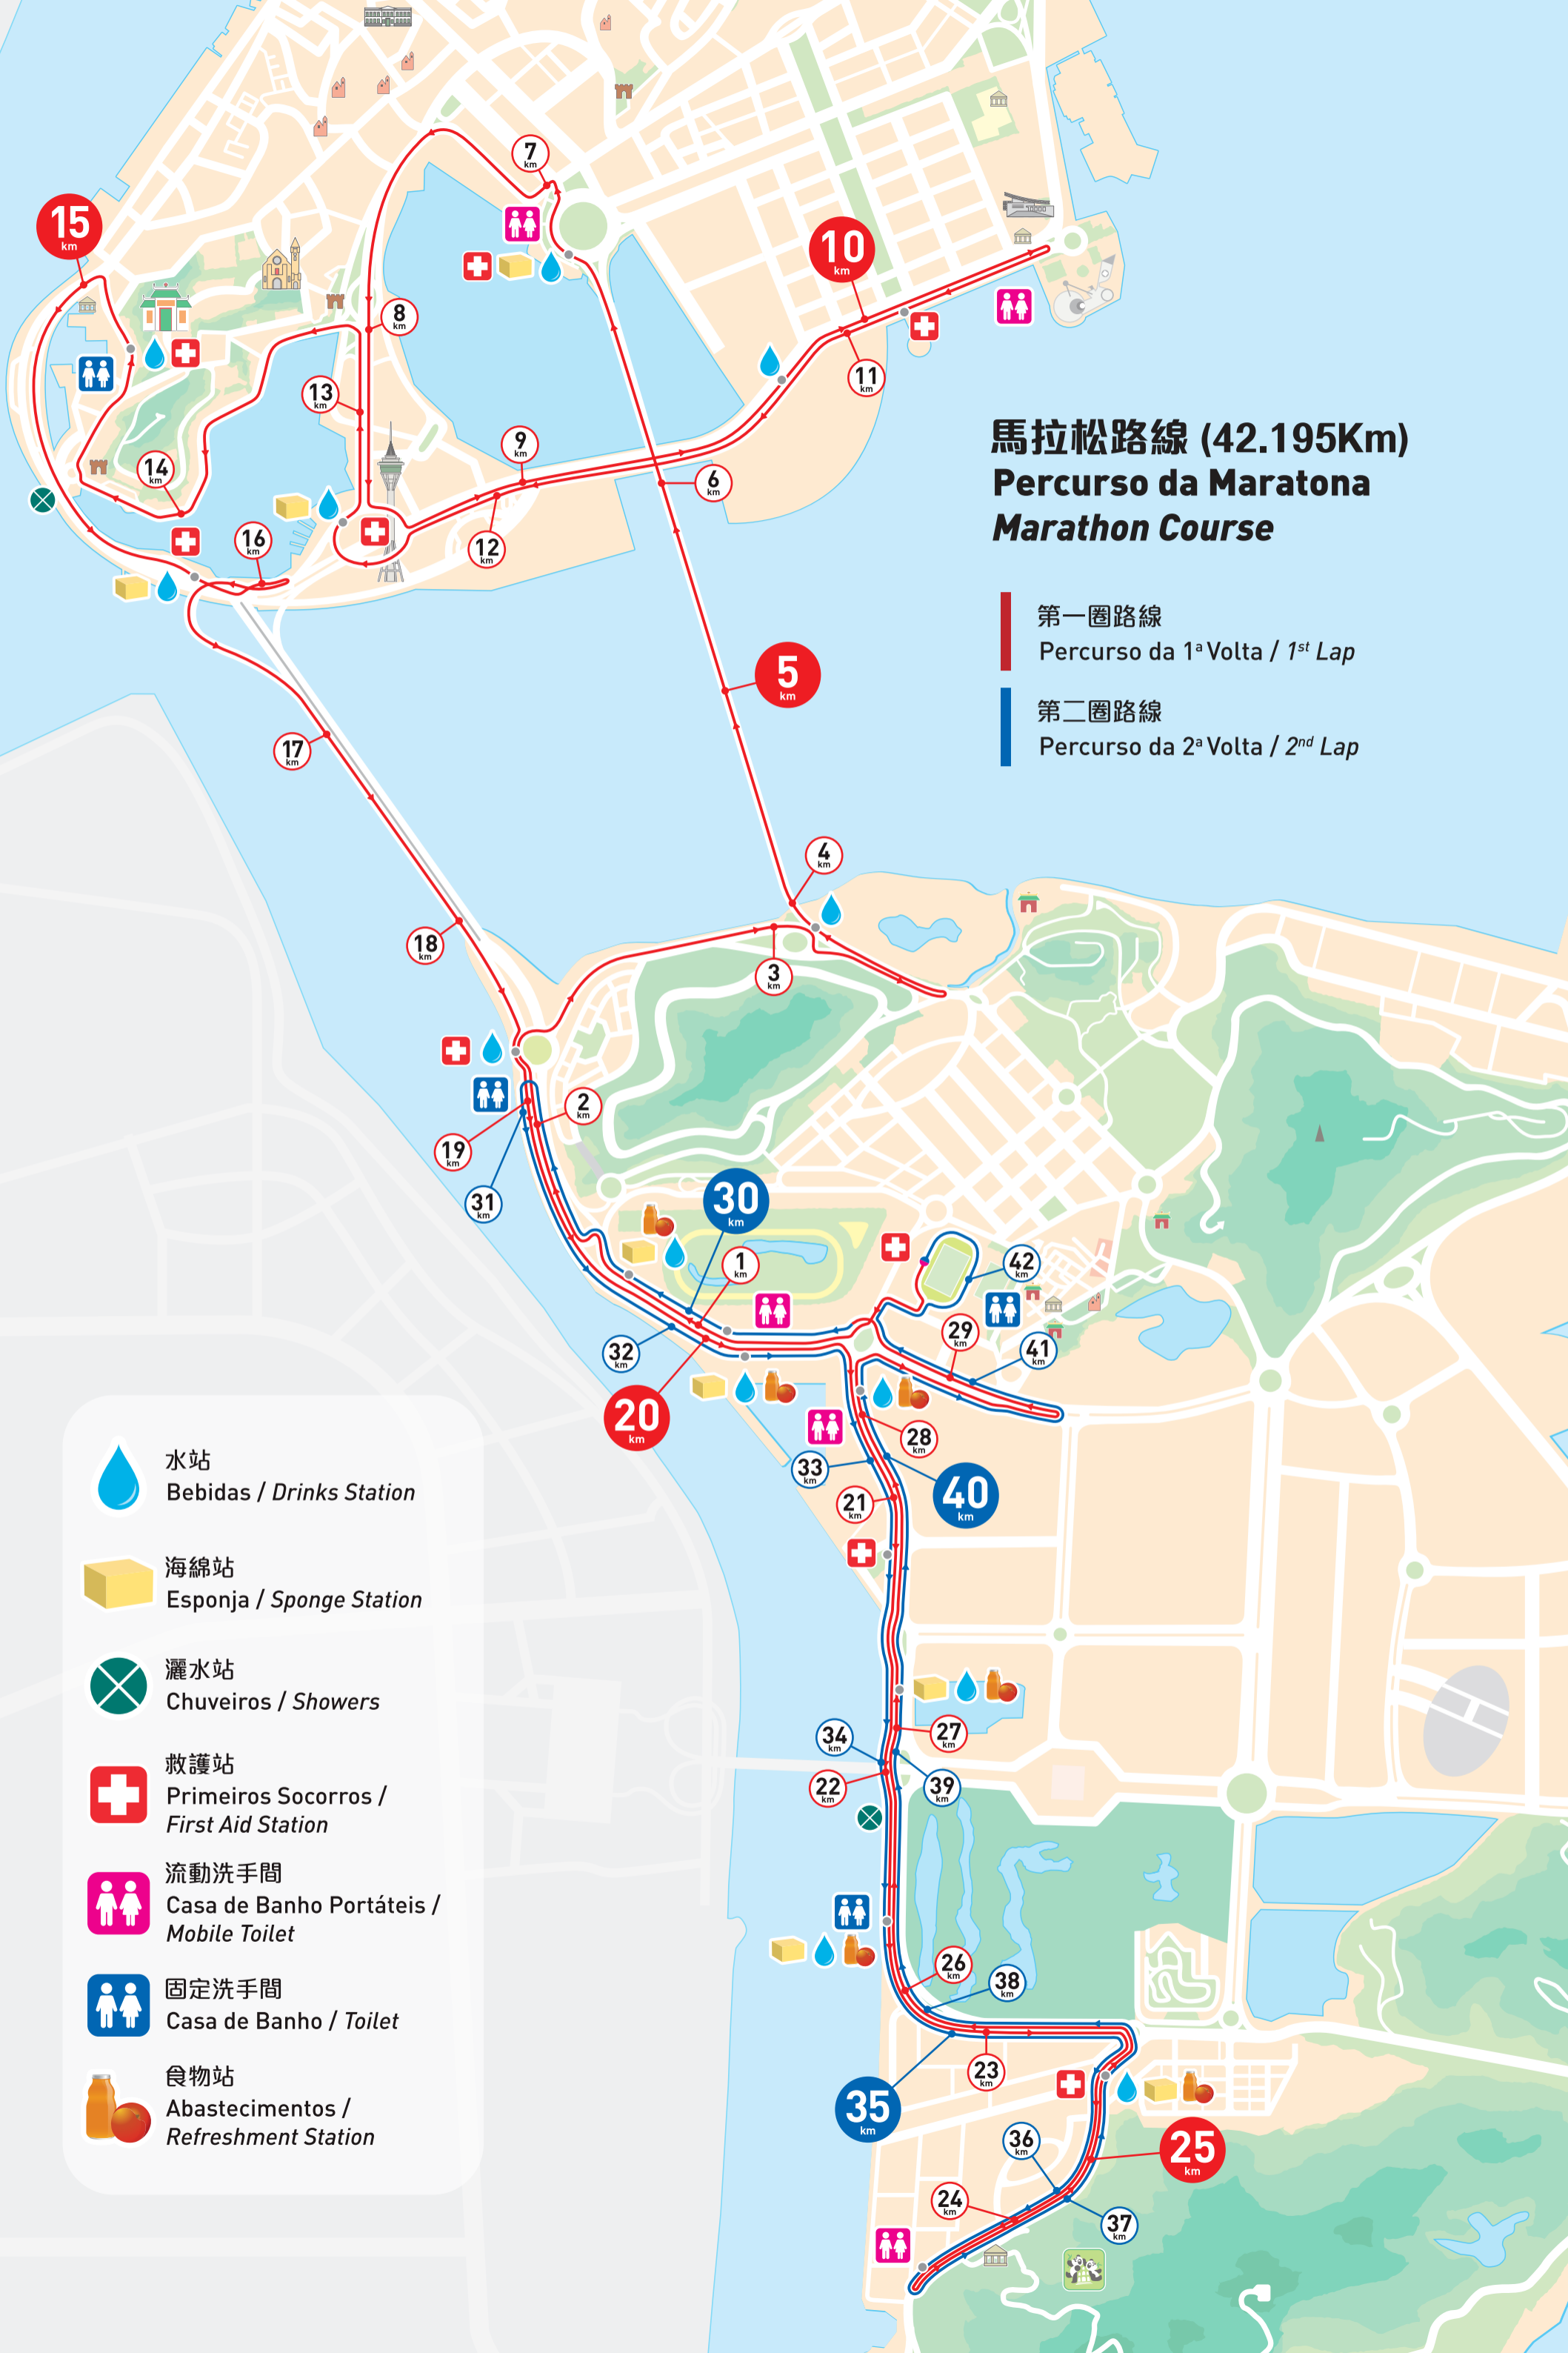 7
km
15
km
10
km
8
km
11
km
13
km
9
km
14
km
6
km
16
km
12
km
馬拉松路線 (42.195Km)
Percurso da Maratona
Marathon Course
第一圈路線
Percurso da 1ª Volta / 1st Lap
第二圈路線
Percurso da 2ª Volta / 2nd Lap
5
km
17
km
4
km
18
km
3
km
2
km
19
km
31
km
30
km
1
km
42
km
29
km
41
km
32
km
20
km
28
km
33
km
40
km
21
km
27
km
34
km
22
km
39
km
26
km
38
km
23
km
35
km
36
km
25
km
24
km
37
km
水站
Bebidas / Drinks Station
海綿站
Esponja / Sponge Station
灑水站
Chuveiros / Showers
救護站
Primeiros Socorros /
First Aid Station
流動洗手間
Casa de Banho Portáteis /
Mobile Toilet
固定洗手間
Casa de Banho / Toilet
食物站
Abastecimentos /
Refreshment Station